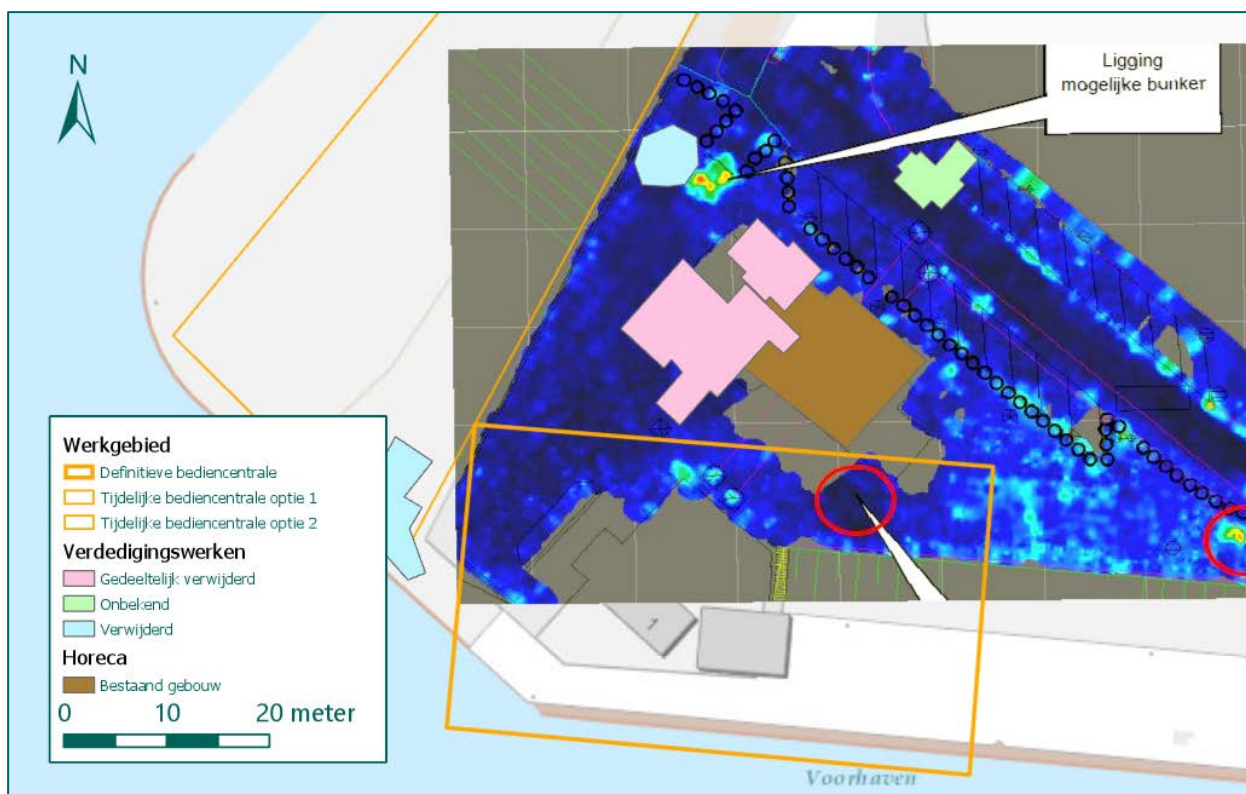 N
Ligging
mogelijke bunker
Werkgebied
Definitieve bediencentrale
Tijdelijke bediencentrale optie 1
Tijdelijke bediencentrale optie 2
Verdedigingswerken
Gedeeltelijk verwijderd
Onbekend
Verwijderd
Horeca
Bestaand gebouw
0 10 20 meter
1
Voorhaven